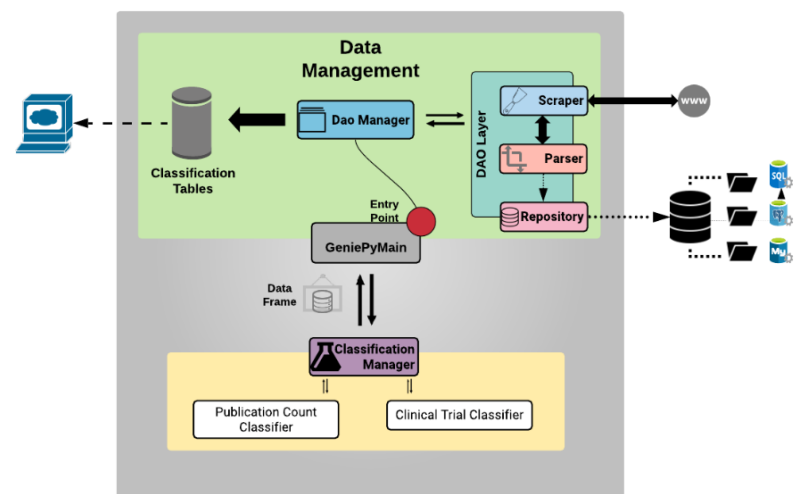 Data
Management
Dao Manager
Classification
Tables
DAO Layer
Scraper
Parser
Repository
www
SQL
My
Entry
Point
GeniePyMain
Data
Frame
Classification
Manager
Publication Count
Classifier
Clinical Trial Classifier